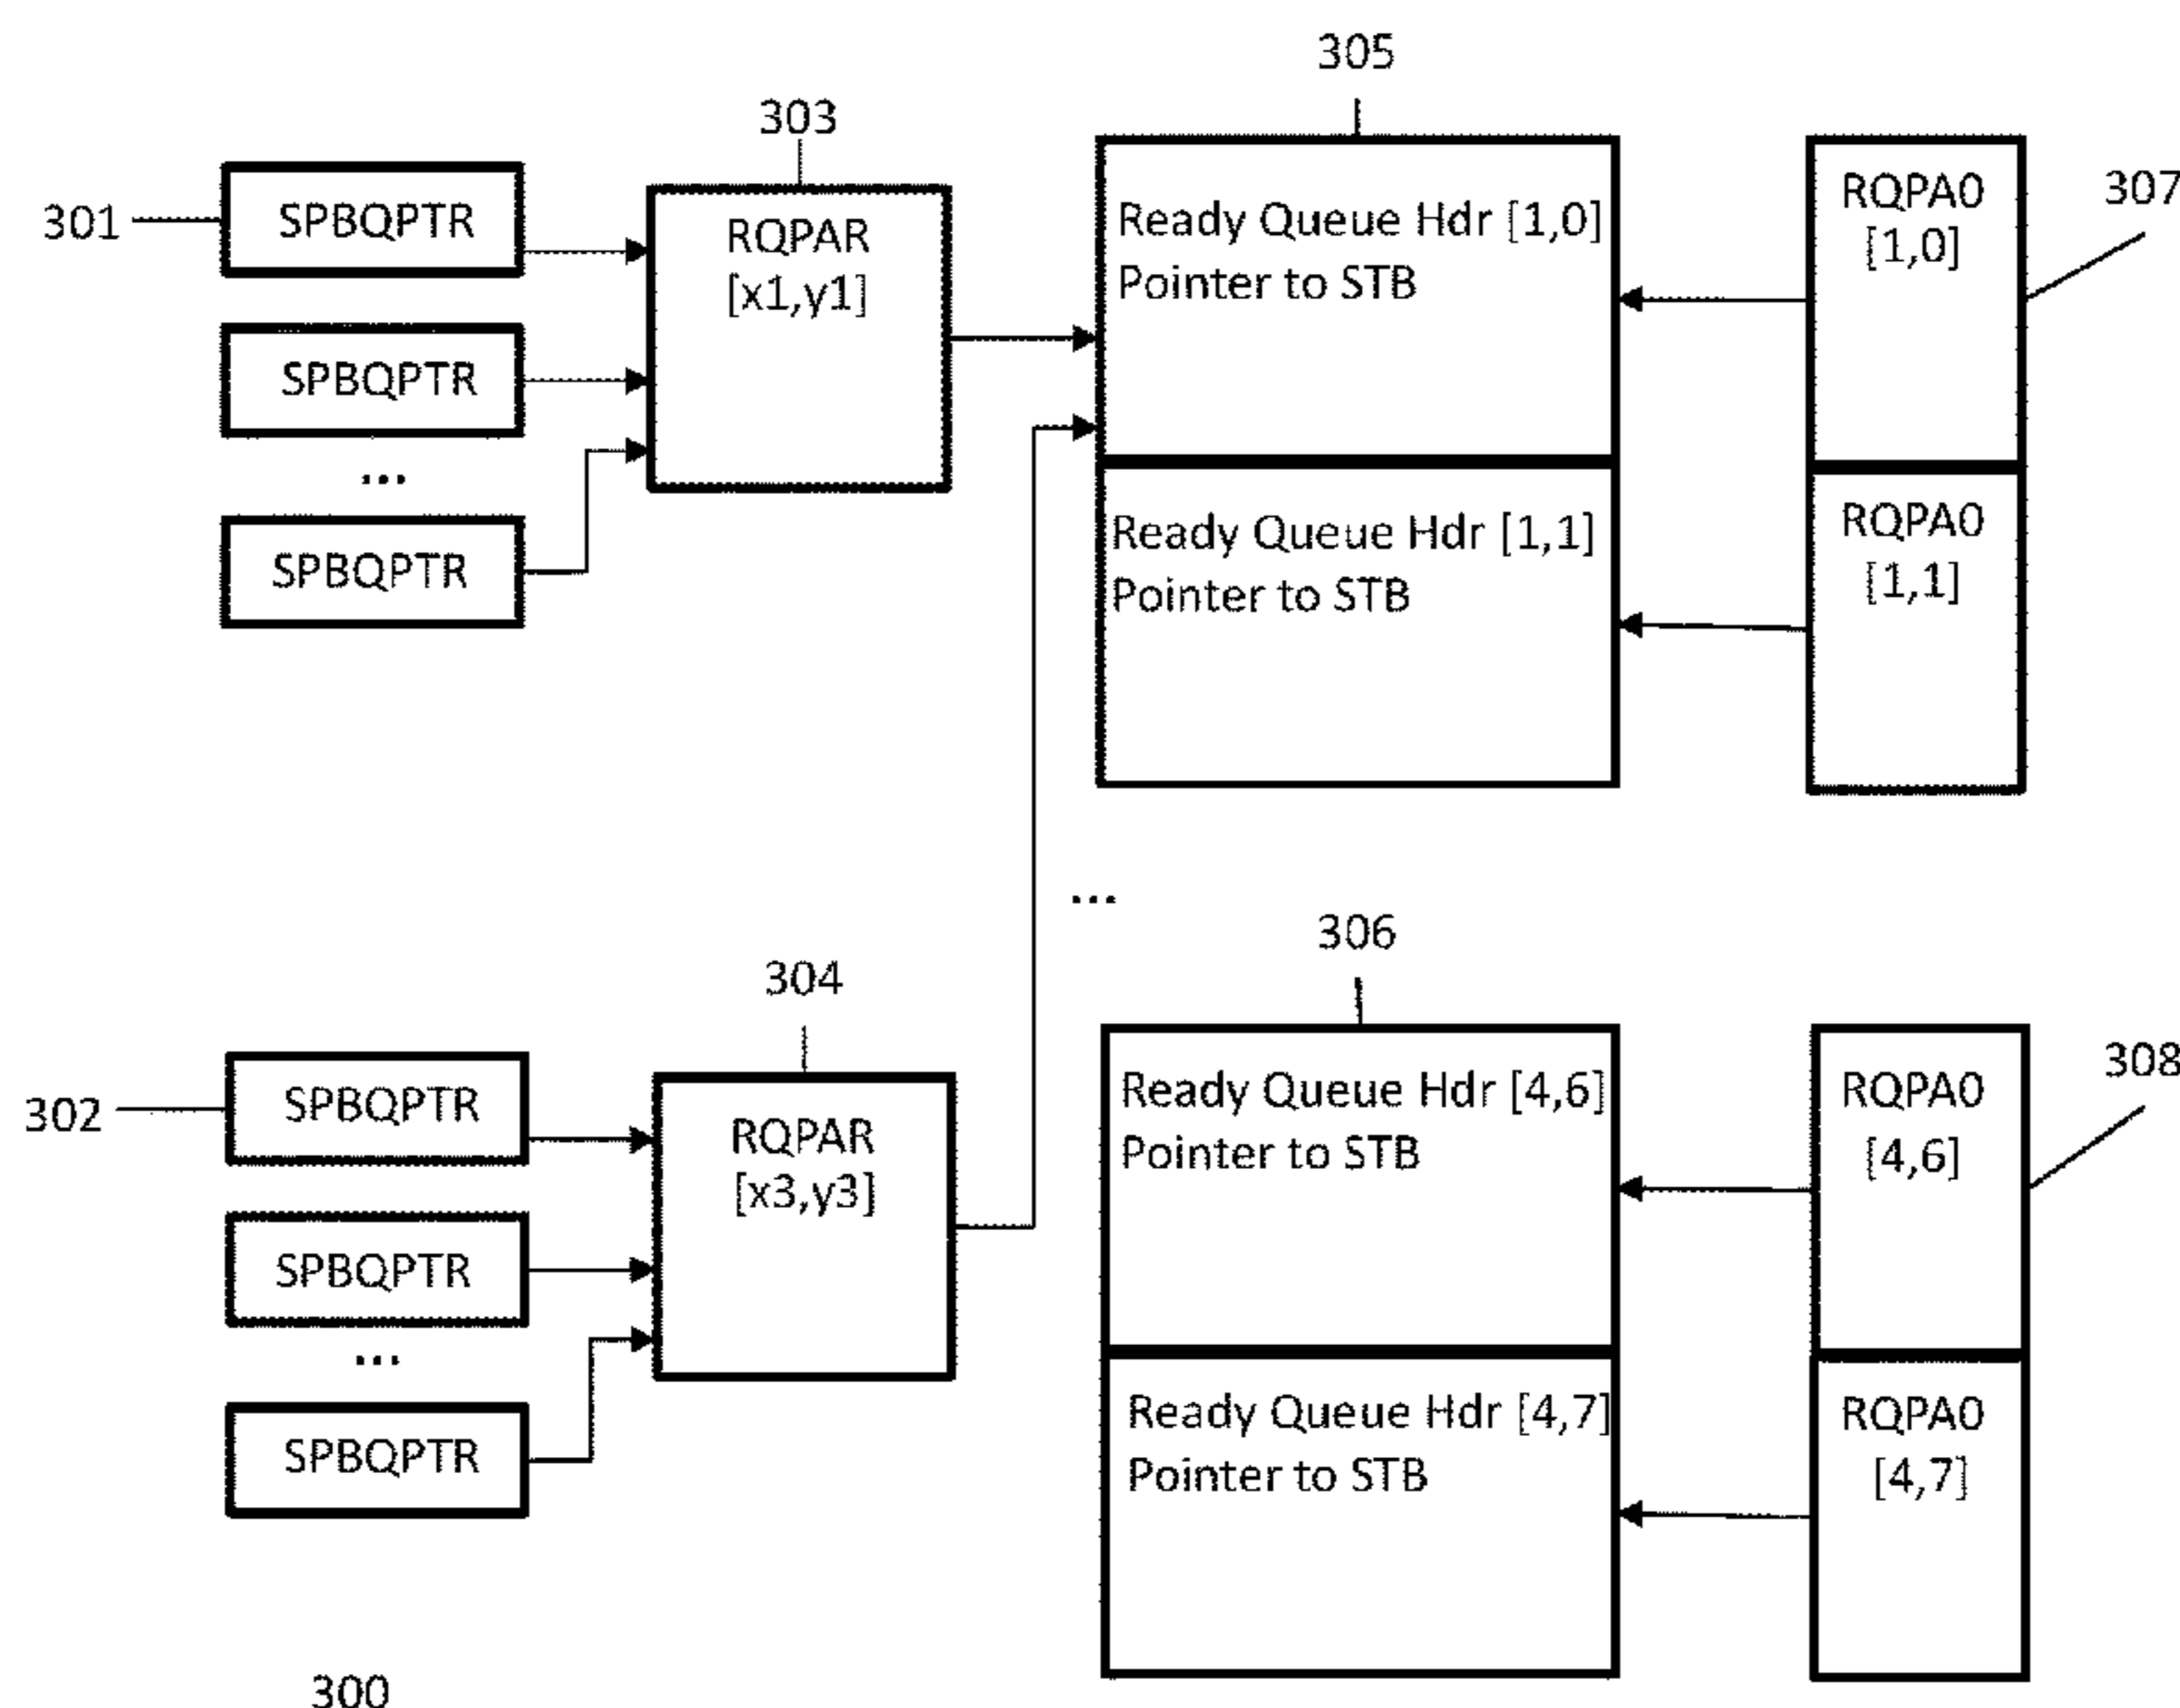 305
303
301
SPBQPTR
RQPAR
[x1,y1]
Ready Queue Hdr [1,0]
Pointer to STB
RQPA0
[1,0]
307
SPBQPTR
...
SPBQPTR
Ready Queue Hdr [1,1]
Pointer to STB
RQPA0
[1,1]
...
306
304
302
SPBQPTR
RQPAR
[x3,y3]
Ready Queue Hdr [4,6]
Pointer to STB
RQPA0
[4,6]
308
SPBQPTR
...
SPBQPTR
Ready Queue Hdr [4,7]
Pointer to STB
RQPA0
[4,7]
300